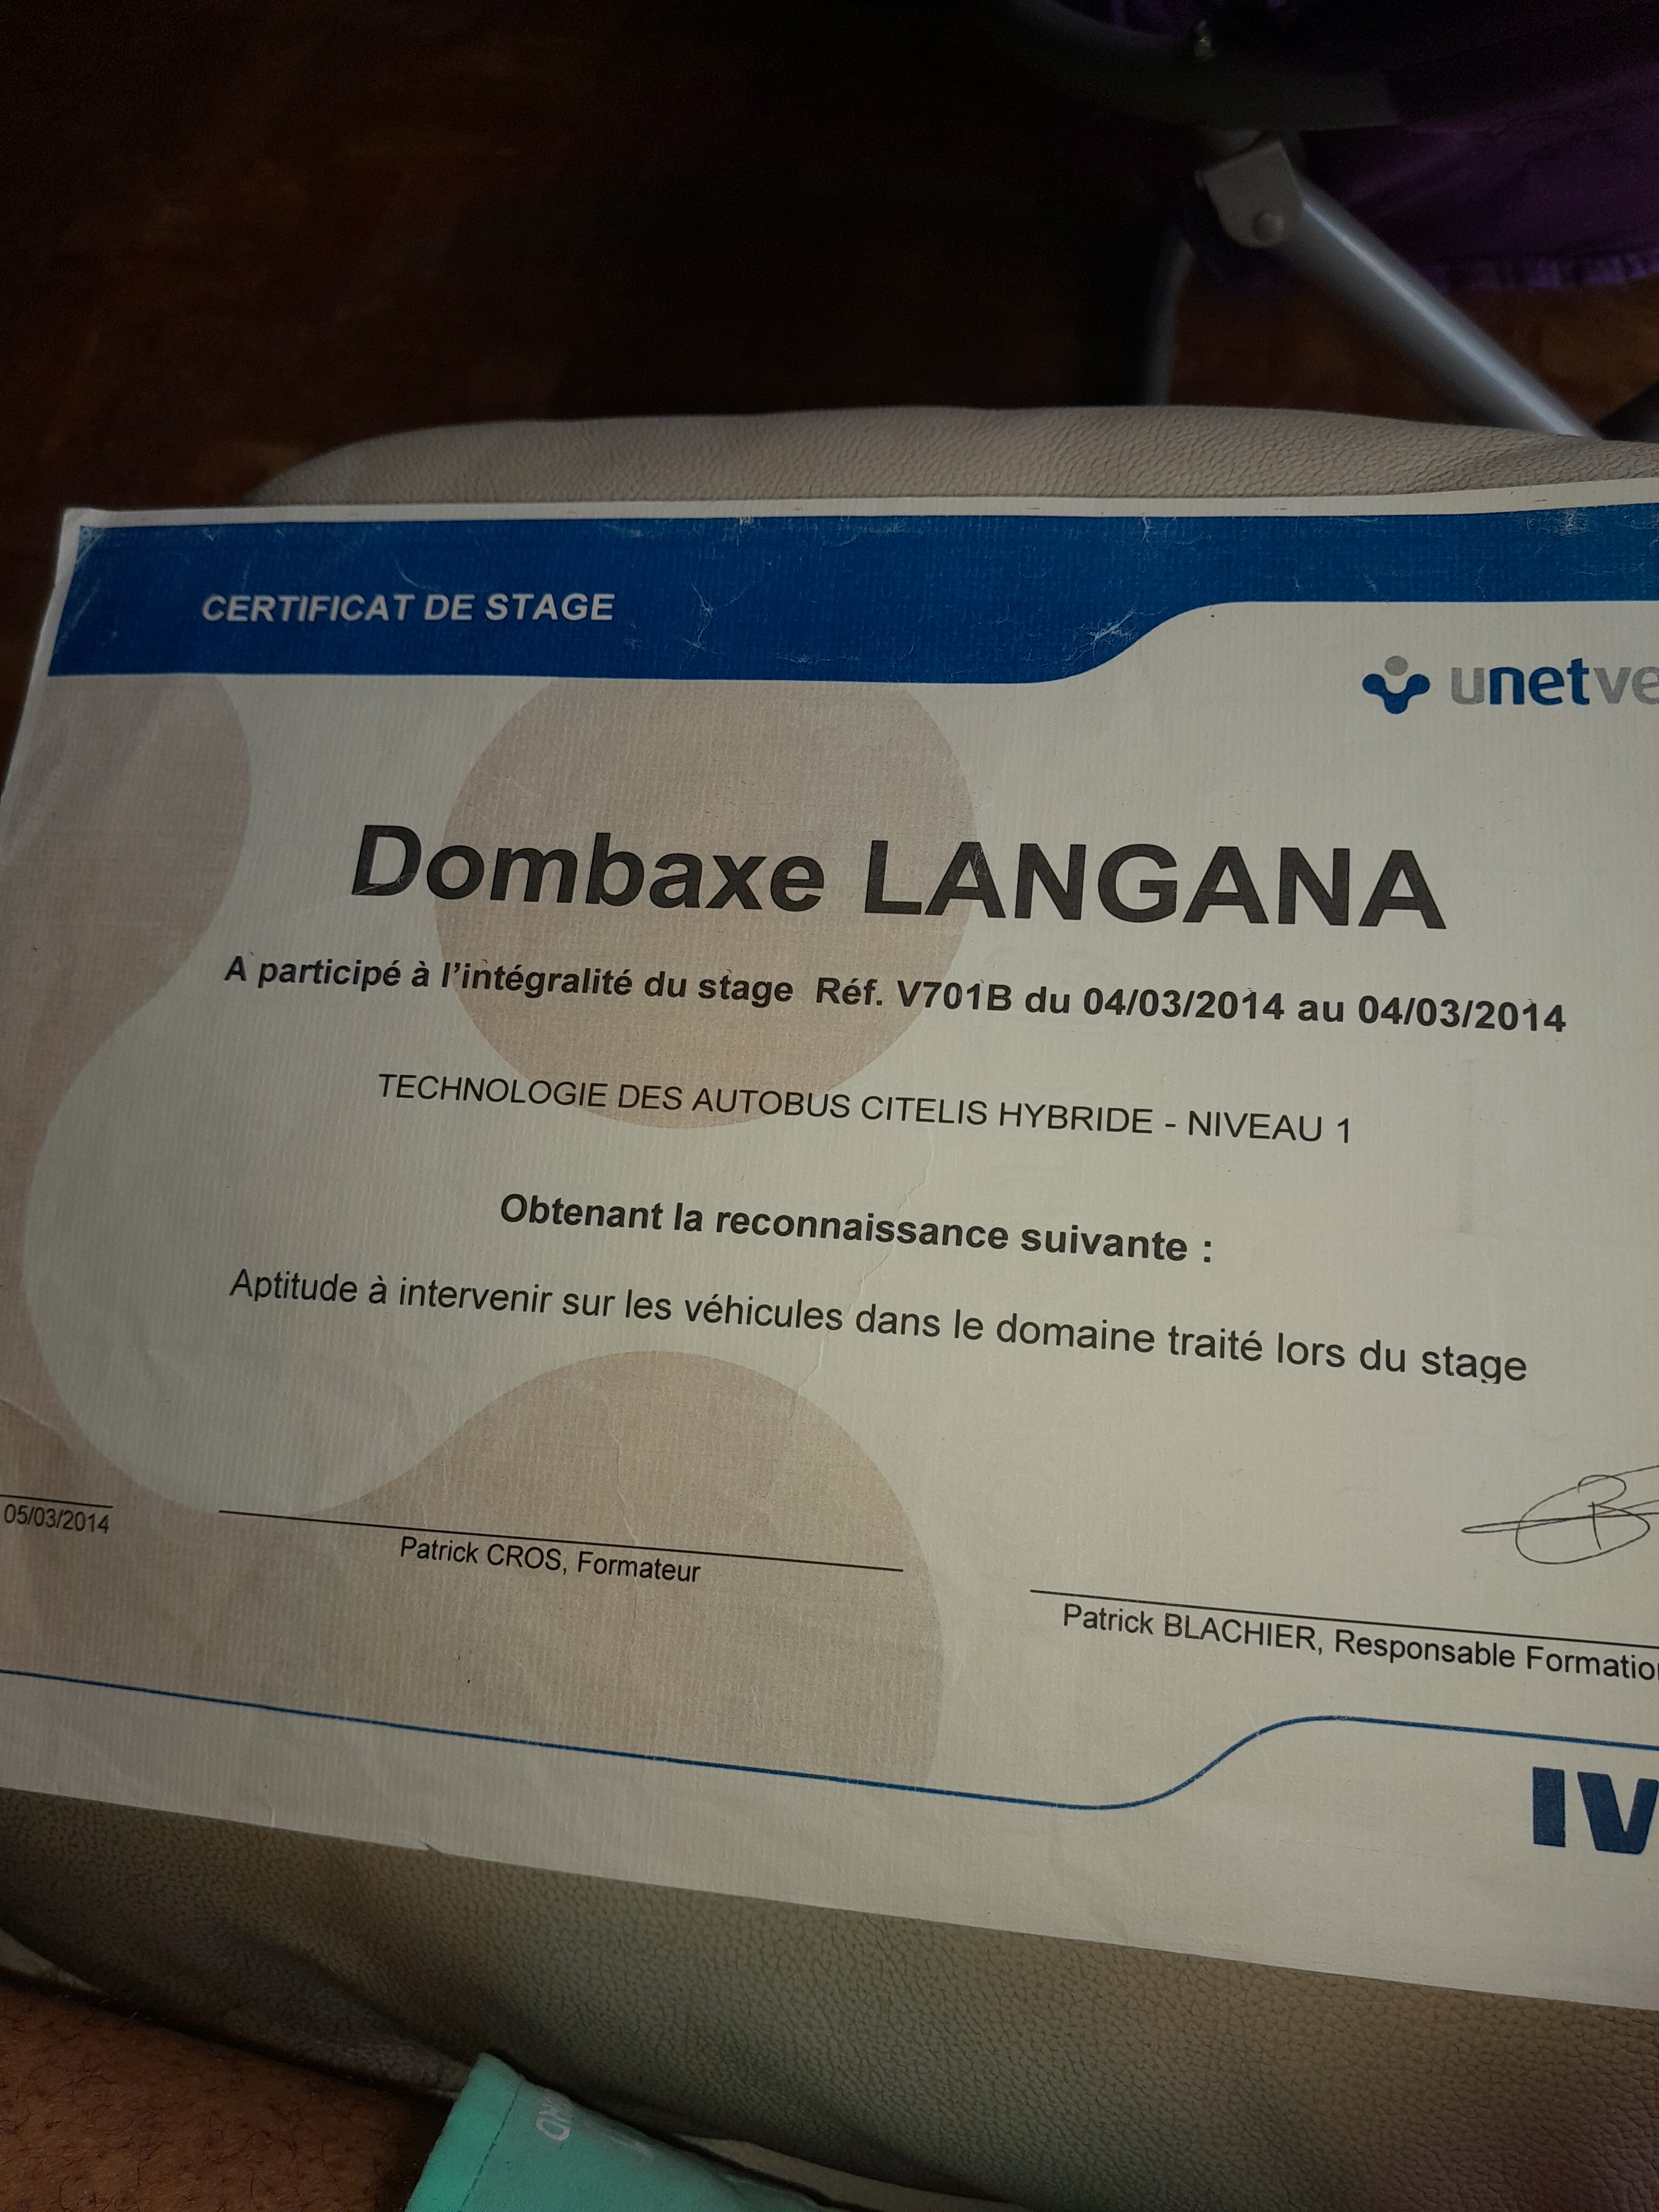 CERTIFICAT DE STAGE
unetve
Dombaxe LANGANA
A participé à l'intégralité du stage Réf. V701B du 04/03/2014 au 04/03/2014
TECHNOLOGIE DES AUTOBUS CITELIS HYBRIDE - NIVEAU 1
Obtenant la reconnaissance suivante :
Aptitude à intervenir sur les véhicules dans le domaine traité lors du stage
05/03/2014
Patrick CROS, Formateur
Patrick BLACHIER, Responsable Formatio
IV